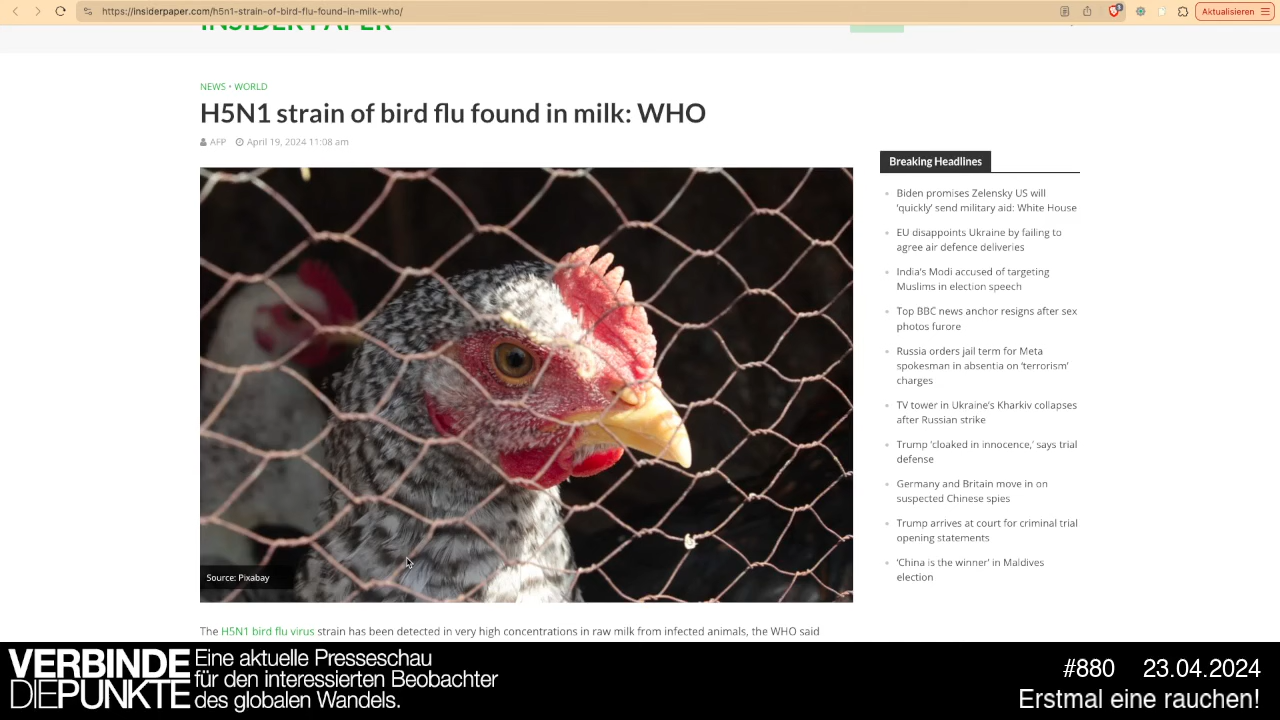 https://insiderpaper.com/h5n1-strain-of-bird-flu-found-in-milk-who/
Aktualisieren
INSIDER PAPER
NEWS • WORLD
H5N1 strain of bird flu found in milk: WHO
AFP April 19, 2024 11:08 am
Breaking Headlines
Biden promises Zelensky US will
'quickly' send military aid: White House
EU disappoints Ukraine by failing to
agree air defence deliveries
India's Modi accused of targeting
Muslims in election speech
Top BBC news anchor resigns after sex
photos furore
Russia orders jail term for Meta
spokesman in absentia on 'terrorism'
charges
TV tower in Ukraine's Kharkiv collapses
after Russian strike
Trump 'cloaked in innocence,' says trial
defense
Germany and Britain move in on
suspected Chinese spies
Trump arrives at court for criminal trial
opening statements
'China is the winner' in Maldives
election
Source: Pixabay
The H5N1 bird flu virus strain has been detected in very high concentrations in raw milk from infected animals, the WHO said
VERBINDE
DIEPUNKTE
Eine aktuelle Presseschau
für den interessierten Beobachter
des globalen Wandels.
#880 23.04.2024
Erstmal eine rauchen!